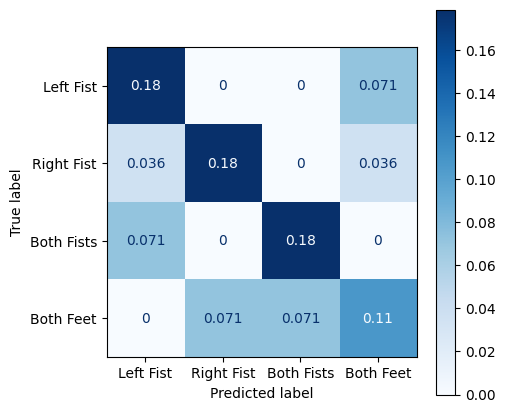 Left Fist 0.18 0 0 0.071
Right Fist 0.036 0.18 0 0.036
Both Fists 0.071 0 0.18 0
Both Feet 0 0.071 0.071 0.11
Left Fist Right Fist Both Fists Both Feet
Predicted label
True label
0.16
0.14
0.12
0.10
0.08
0.06
0.04
0.02
0.00